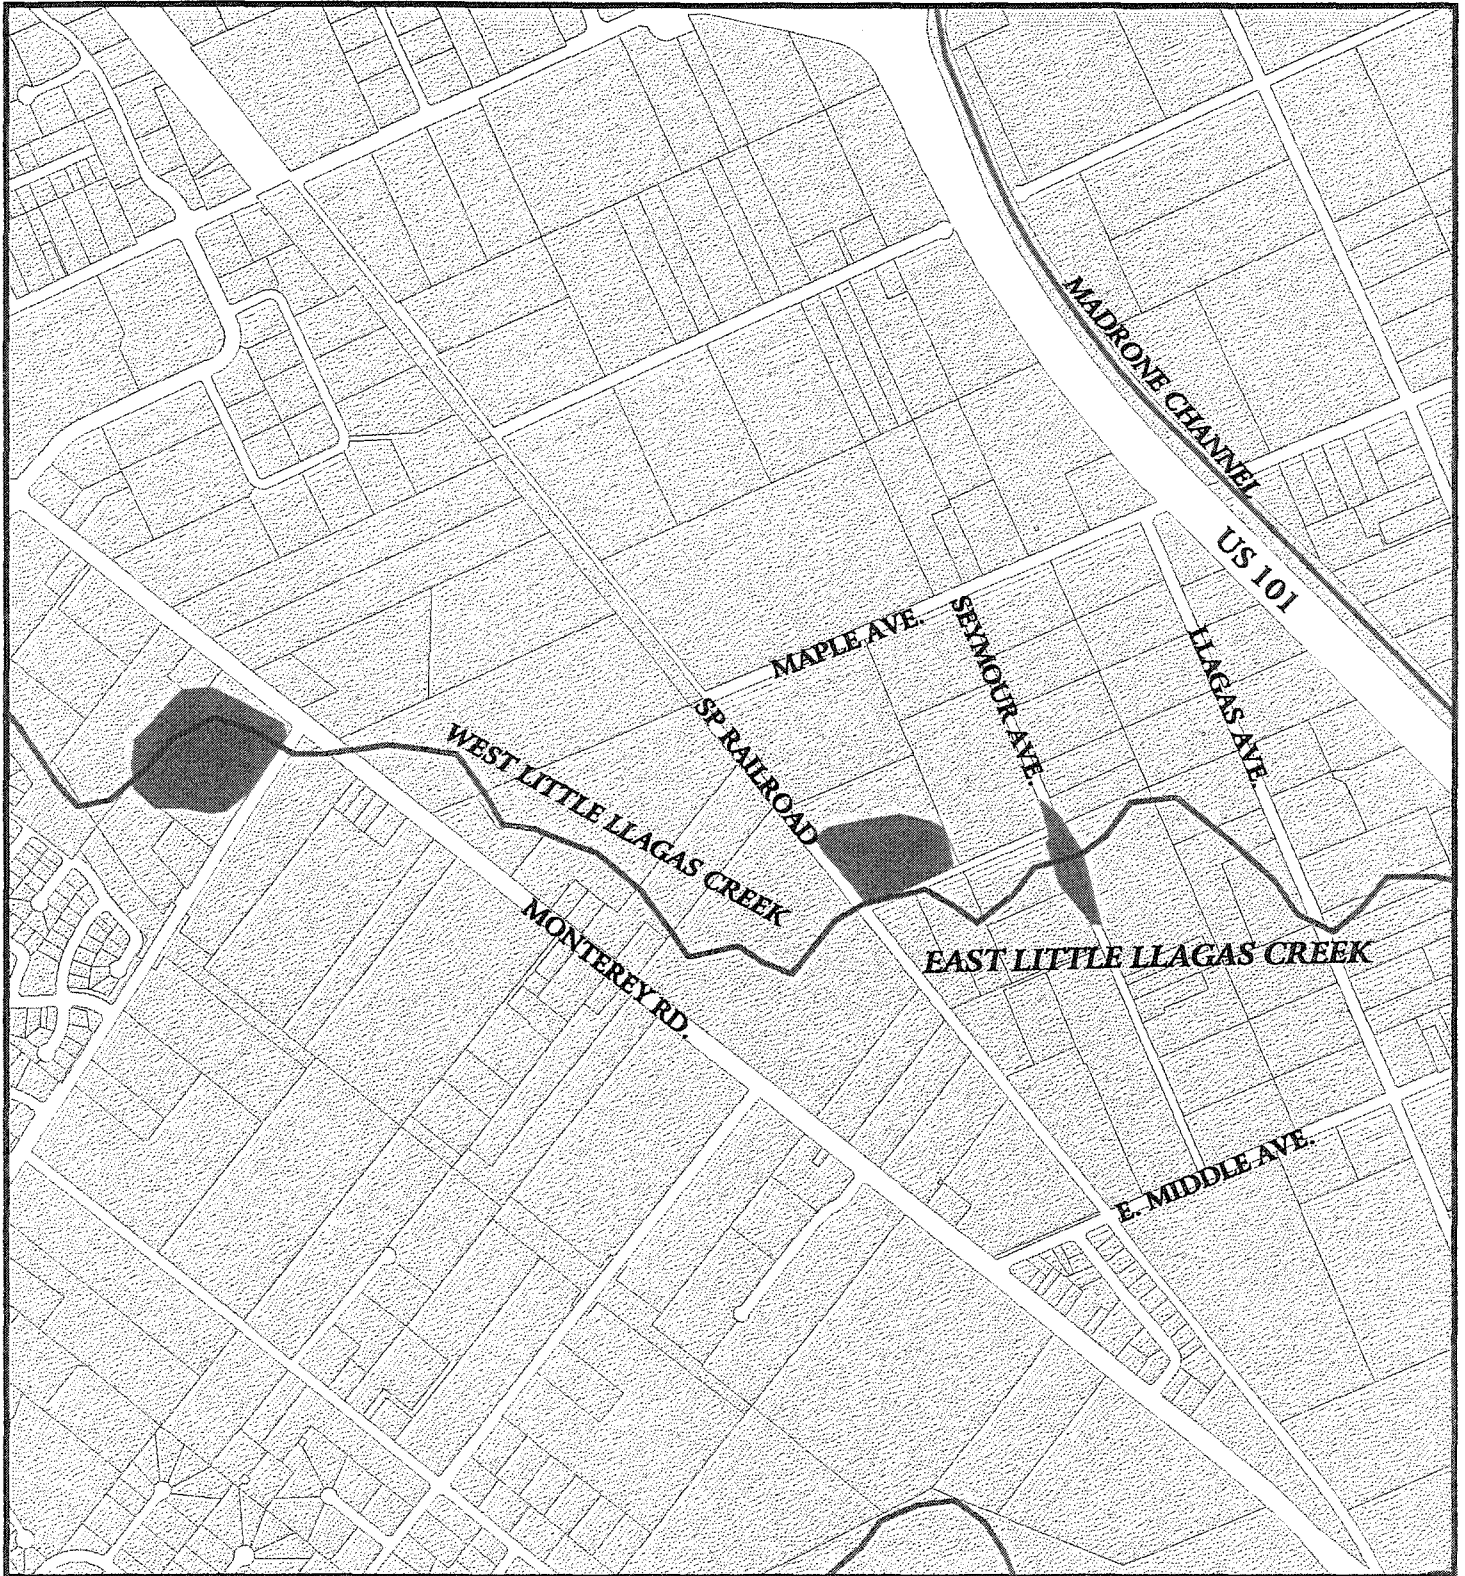 MADRONE CHANNEL
US 101
MAPLE AVE.
SEYMOUR AVE.
LLAGAS AVE.
SP RAILROAD
WEST LITTLE LLAGAS CREEK
MONTEREY RD.
EAST LITTLE LLAGAS CREEK
E. MIDDLE AVE.